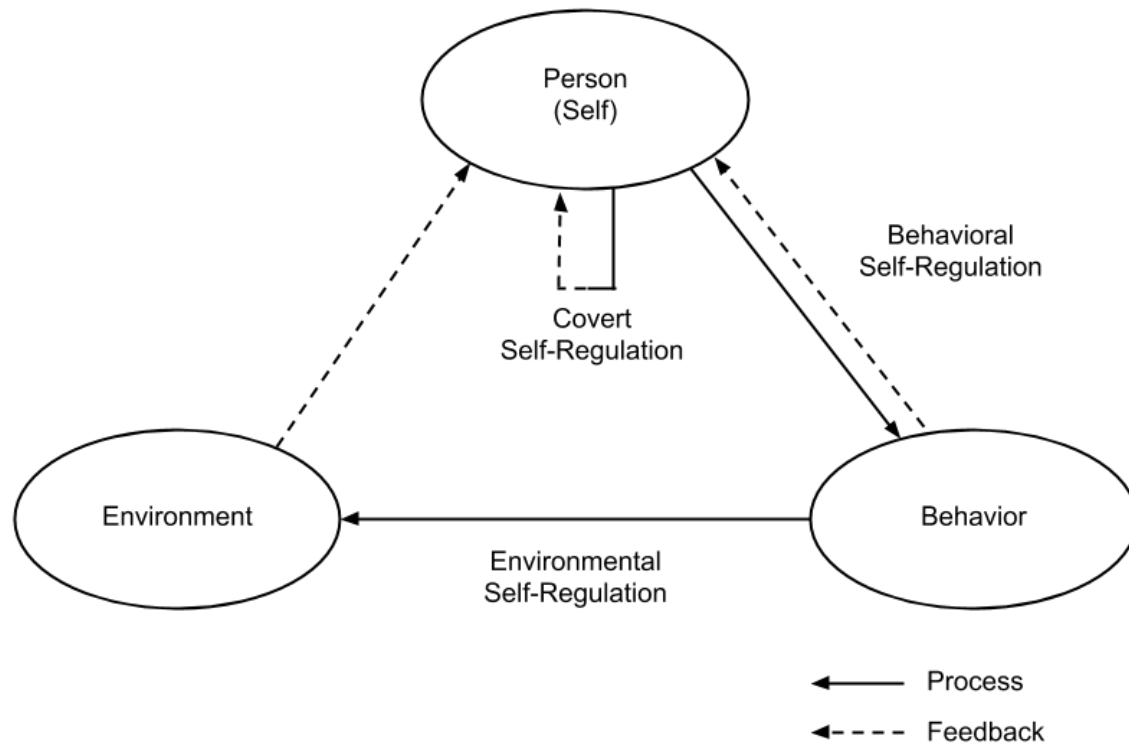 Person
(Self)
Behavioral
Self-Regulation
Covert
Self-Regulation
Environment
Behavior
Environmental
Self-Regulation
Process
Feedback